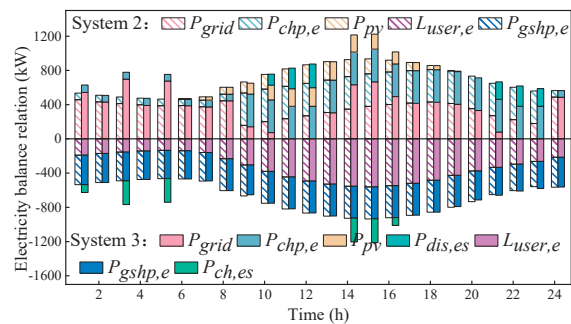 System 2: P_grid P_chp,e P_pv L_user,e P_gshp,e
1200
800
400
0
-400
-800
-1200
-1600
Electricity balance relation (kW)
System 3: P_grid P_chp,e P_pv P_dis,es L_user,e
P_gshp,e P_ch,es
2 4 6 8 10 12 14 16 18 20 22 24
Time (h)